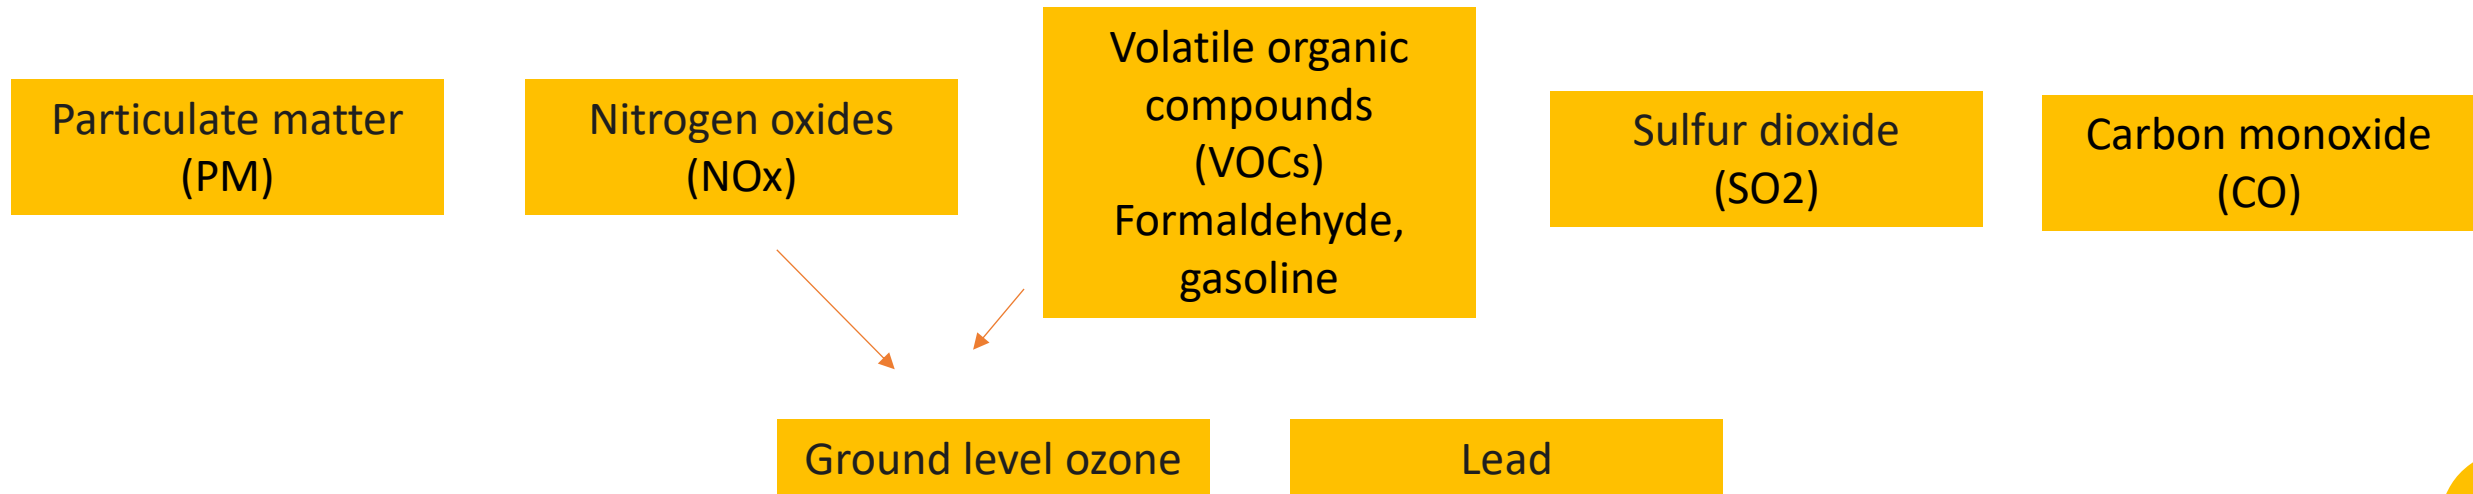 Particulate matter
(PM)
Nitrogen oxides
(NOx)
Volatile organic
compounds
(VOCs)
Formaldehyde,
gasoline
Sulfur dioxide
(SO2)
Carbon monoxide
(CO)
Ground level ozone
Lead